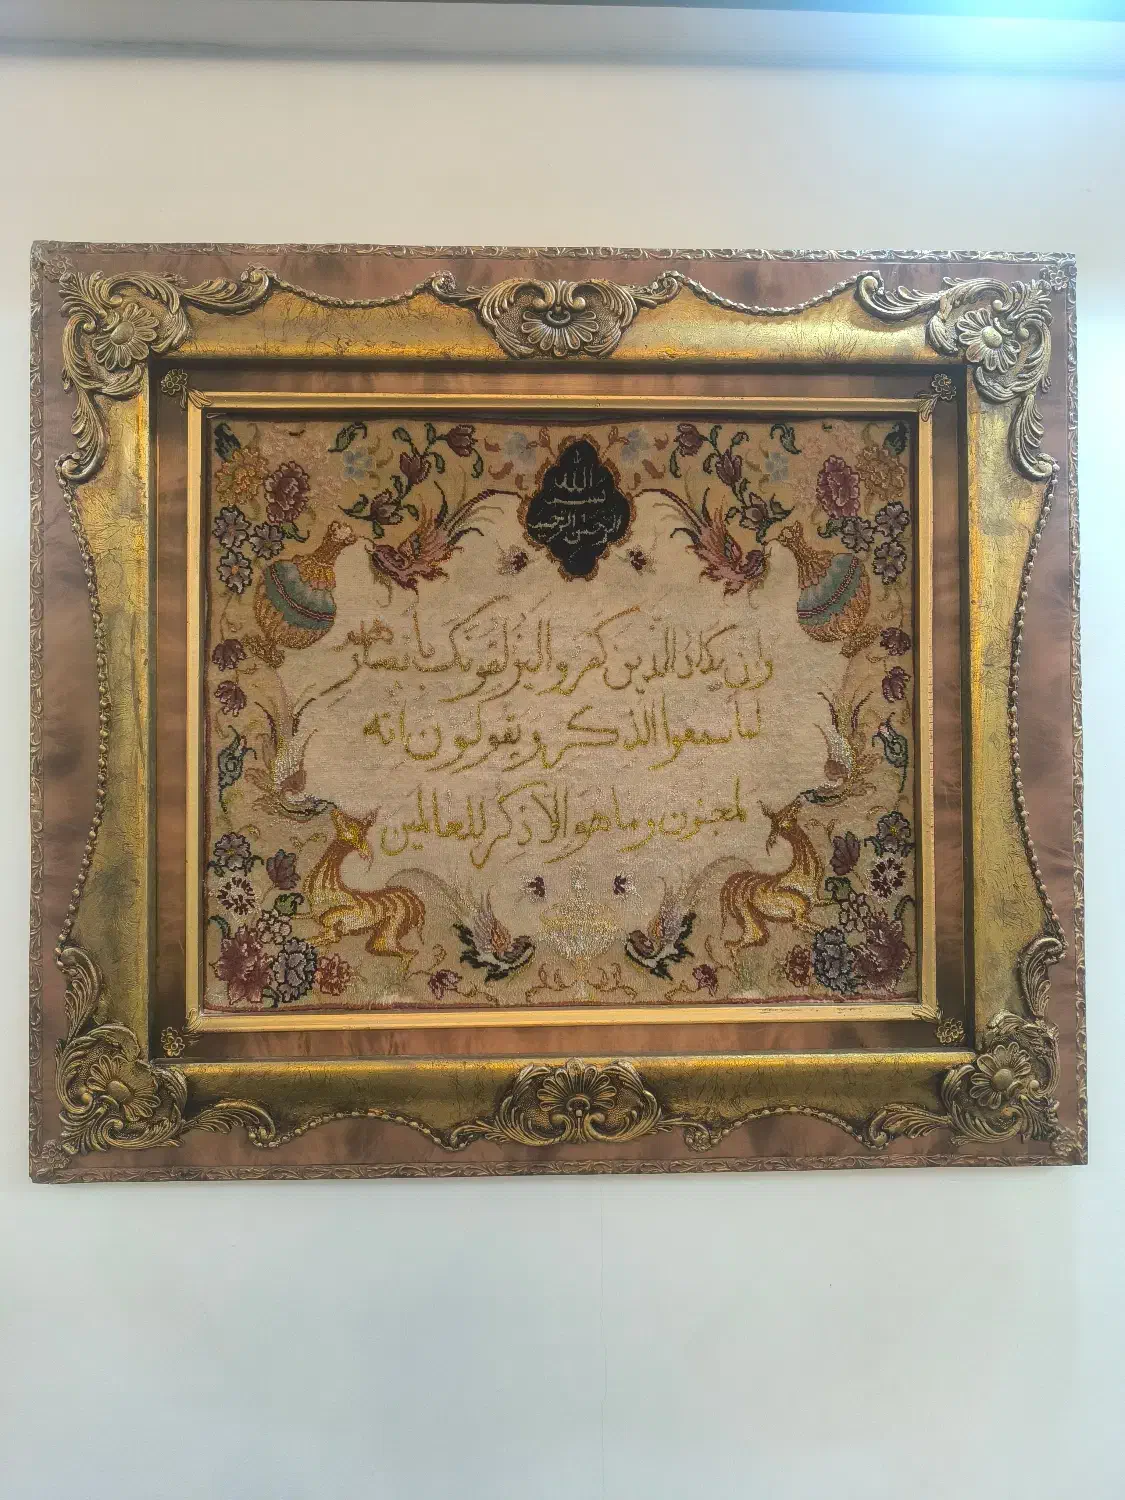 بسم الله
الرحمن الرحيم
وان يكاد الذين كفروا ليزلقونك بابصارهم
لما سمعوا الذكر ويقولون انه
لمجنون وما هو الا ذكر للعالمين